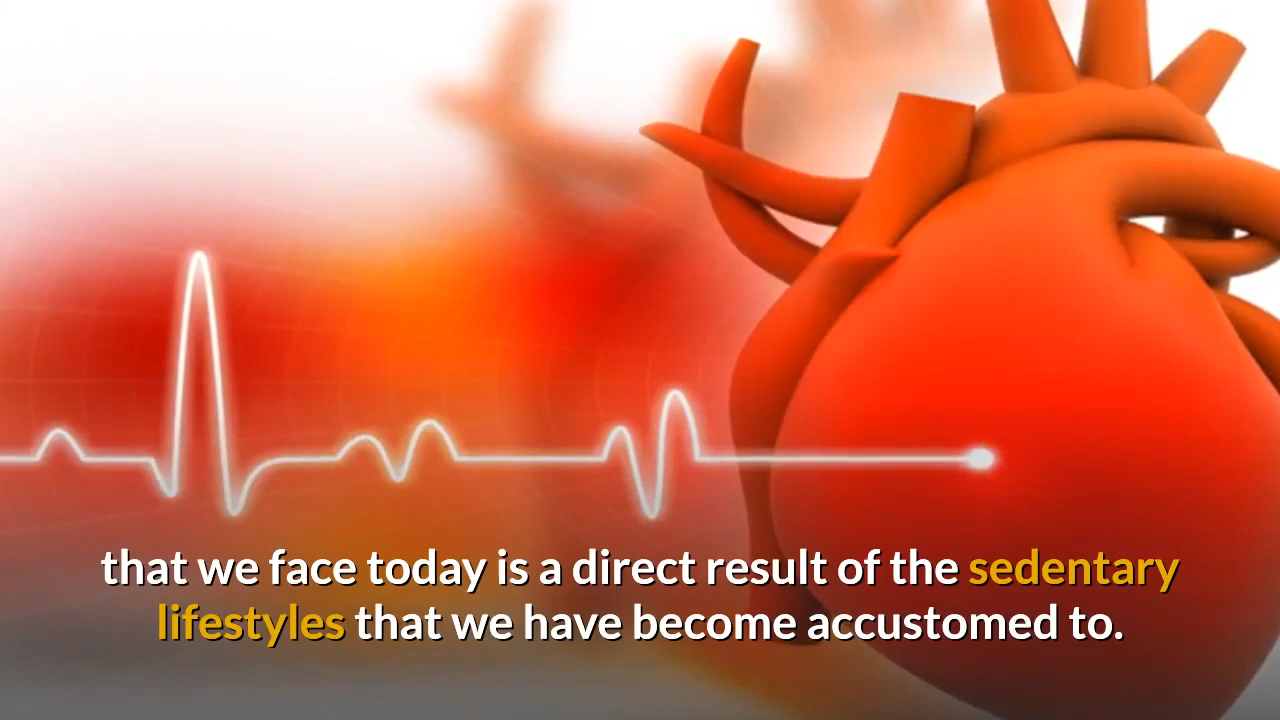 that we face today is a direct result of the sedentary
lifestyles that we have become accustomed to.